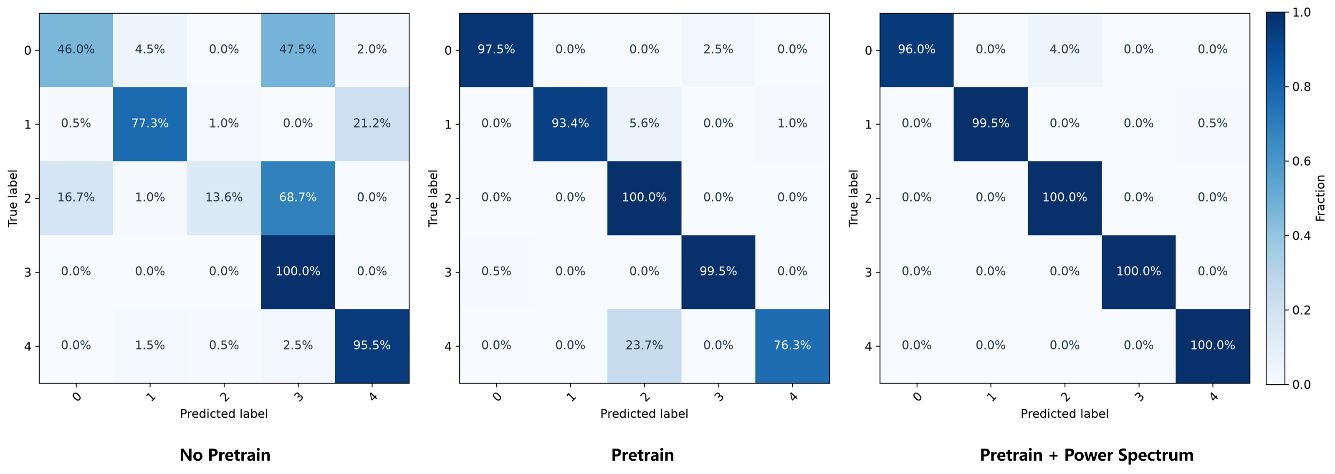 0 46.0% 4.5% 0.0% 47.5% 2.0%
1 0.5% 77.3% 1.0% 0.0% 21.2%
2 16.7% 1.0% 13.6% 68.7% 0.0%
3 0.0% 0.0% 0.0% 100.0% 0.0%
4 0.0% 1.5% 0.5% 2.5% 95.5%
True label
0 1 2 3 4
Predicted label
No Pretrain
0 97.5% 0.0% 0.0% 2.5% 0.0%
1 0.0% 93.4% 5.6% 0.0% 1.0%
2 0.0% 0.0% 100.0% 0.0% 0.0%
3 0.5% 0.0% 0.0% 99.5% 0.0%
4 0.0% 0.0% 23.7% 0.0% 76.3%
True label
0 1 2 3 4
Predicted label
Pretrain
0 96.0% 0.0% 4.0% 0.0% 0.0%
1 0.0% 99.5% 0.0% 0.0% 0.5%
2 0.0% 0.0% 100.0% 0.0% 0.0%
3 0.0% 0.0% 0.0% 100.0% 0.0%
4 0.0% 0.0% 0.0% 0.0% 100.0%
True label
0 1 2 3 4
Predicted label
Pretrain + Power Spectrum
1.0
0.8
0.6
0.4
0.2
0.0
Fraction